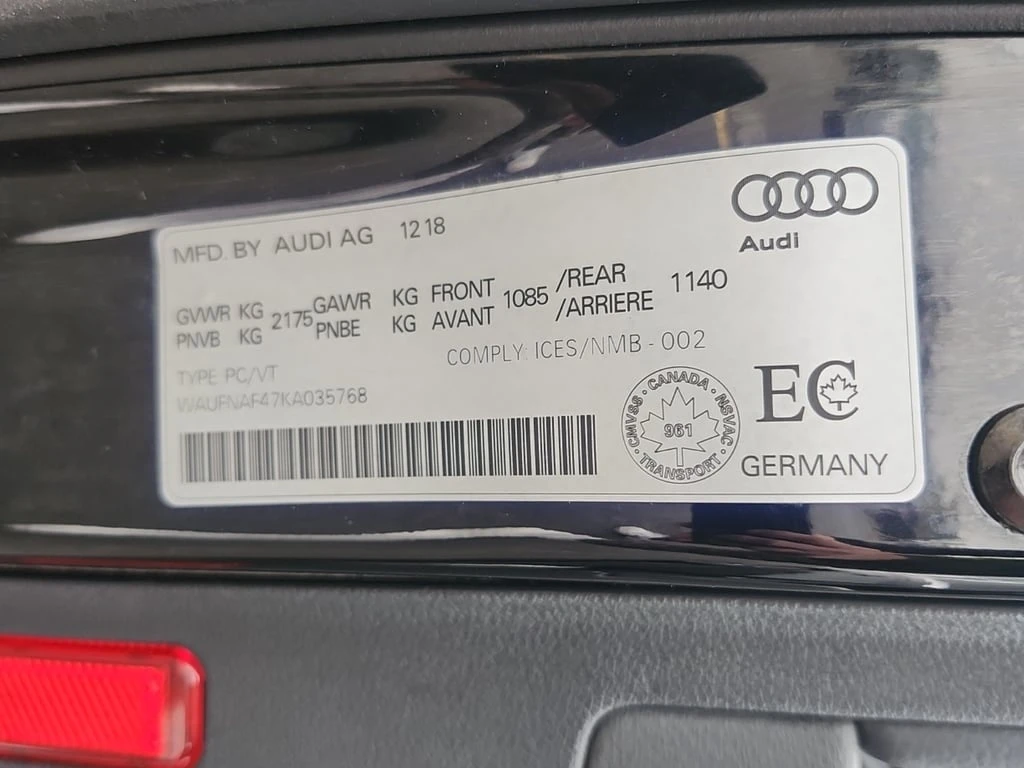 MFD. BY AUDI AG 12 18
Audi
GVWR KG 2175 GAWR KG FRONT 1085 /REAR 1140
PNVB KG PNBE KG AVANT /ARRIERE
COMPLY: ICES/NMB - 002
TYPE PC/VT
WAUFNAF47KA035768
CANADA
CMVSS · NSVAC
961
TRANSPORT
EC
GERMANY